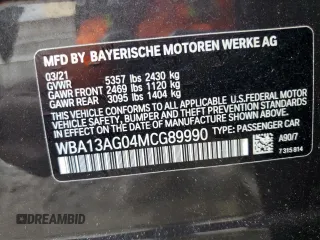 MFD BY BAYERISCHE MOTOREN WERKE AG
03/21
GVWR 5357 lbs 2430 kg
GAWR FRONT 2469 lbs 1120 kg
GAWR REAR 3095 lbs 1404 kg
THIS VEHICLE CONFORMS TO ALL APPLICABLE U.S. FEDERAL MOTOR
VEHICLE SAFETY, BUMPER AND THEFT PREVENTION STANDARDS IN
EFFECT ON THE DATE OF MANUFACTURE SHOWN ABOVE.
WBA13AG04MCG89990 TYPE: PASSENGER CAR
A90/7
7 315 814
DREAMBID